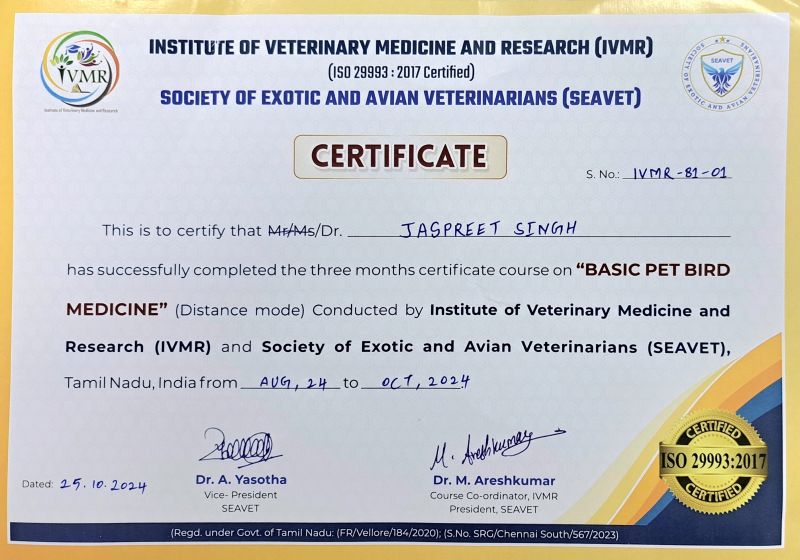 INSTITUTE OF VETERINARY MEDICINE AND RESEARCH (IVMR)
(ISO 29993 : 2017 Certified)
SOCIETY OF EXOTIC AND AVIAN VETERINARIANS (SEAVET)
IVMR
Institute of Veterinary Medicine and Research
SEAVET
SOCIETY OF EXOTIC AND AVIAN VETERINARIANS
CERTIFICATE
S. No.: IVMR-81-01
This is to certify that Mr/Ms/Dr. JASPREET SINGH
has successfully completed the three months certificate course on “BASIC PET BIRD
MEDICINE” (Distance mode) Conducted by Institute of Veterinary Medicine and
Research (IVMR) and Society of Exotic and Avian Veterinarians (SEAVET),
Tamil Nadu, India from AUG, 24 to OCT, 2024
M. Areshkumar
Dated: 25.10.2024
Dr. A. Yasotha
Vice- President
SEAVET
Dr. M. Areshkumar
Course Co-ordinator, IVMR
President, SEAVET
CERTIFIED
ISO 29993:2017
CERTIFIED
(Regd. under Govt. of Tamil Nadu: (FR/Vellore/184/2020); (S.No. SRG/Chennai South/567/2023)